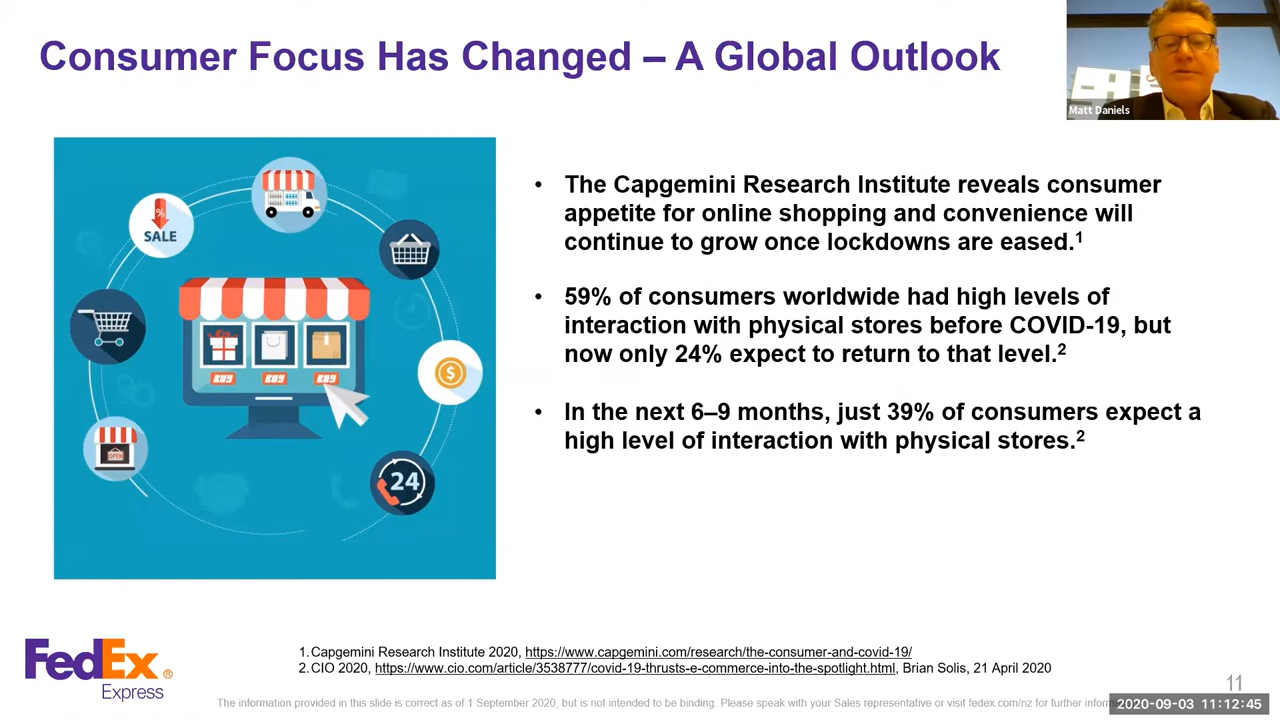 Consumer Focus Has Changed – A Global Outlook
Matt Daniels
SALE
%
BUY BUY BUY
$
OPEN
24
• The Capgemini Research Institute reveals consumer
appetite for online shopping and convenience will
continue to grow once lockdowns are eased.1
• 59% of consumers worldwide had high levels of
interaction with physical stores before COVID-19, but
now only 24% expect to return to that level.2
• In the next 6–9 months, just 39% of consumers expect a
high level of interaction with physical stores.2
FedEx®
Express
1. Capgemini Research Institute 2020, https://www.capgemini.com/research/the-consumer-and-covid-19/
2. CIO 2020, https://www.cio.com/article/3538777/covid-19-thrusts-e-commerce-into-the-spotlight.html, Brian Solis, 21 April 2020
11
The information provided in this slide is correct as of 1 September 2020, but is not intended to be binding. Please speak with your Sales representative or visit fedex.com/nz for further
2020-09-03 11:12:45